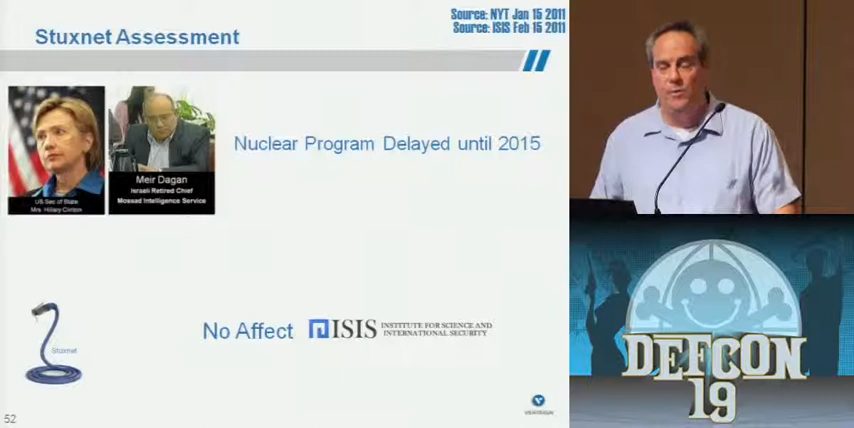 Source: NYT Jan 15 2011
Source: ISIS Feb 15 2011
Stuxnet Assessment
Nuclear Program Delayed until 2015
US Sec of State
Mrs. Hillary Clinton
Meir Dagan
Israeli Retired Chief
Mossad Intelligence Service
No Affect
ISIS INSTITUTE FOR SCIENCE AND
INTERNATIONAL SECURITY
Stuxnet
52
DEFCON
19